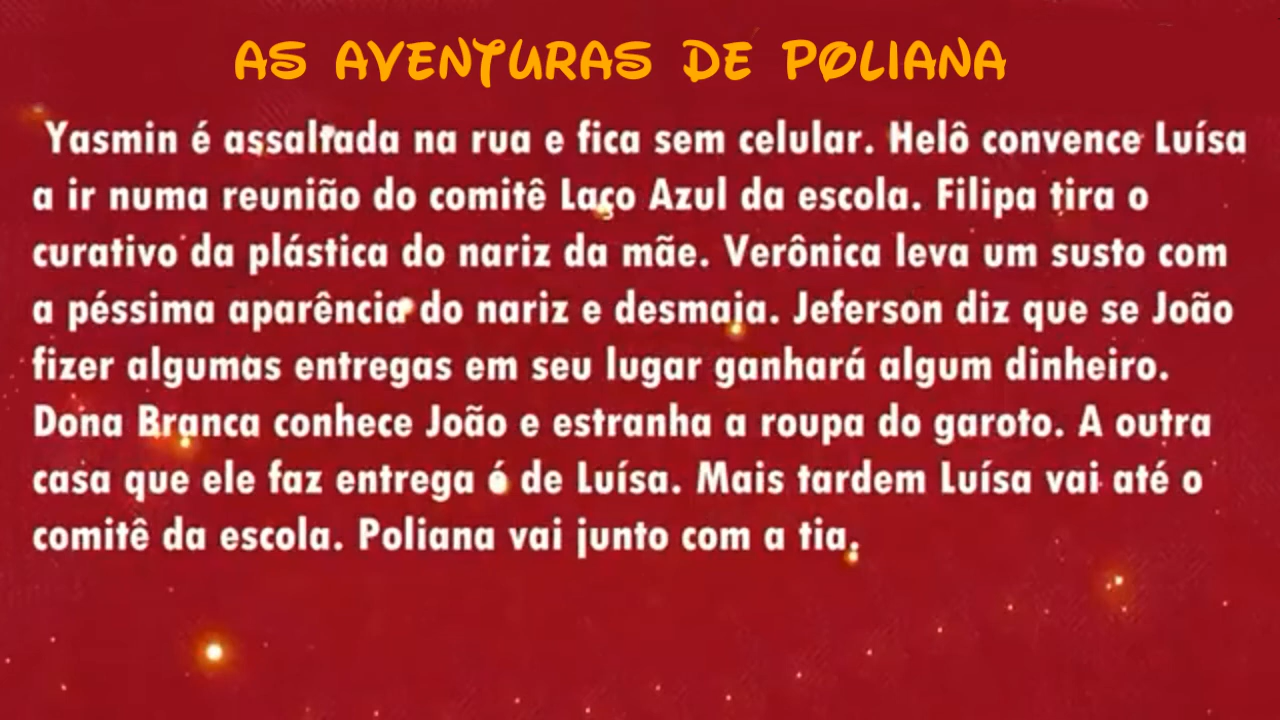 AS AVENTURAS DE POLIANA
Yasmin é assaltada na rua e fica sem celular. Helô convence Luísa
a ir numa reunião do comitê Laço Azul da escola. Filipa tira o
curativo da plástica do nariz da mãe. Verônica leva um susto com
a péssima aparência do nariz e desmaia. Jeferson diz que se João
fizer algumas entregas em seu lugar ganhará algum dinheiro.
Dona Branca conhece João e estranha a roupa do garoto. A outra
casa que ele faz entrega é de Luísa. Mais tardem Luísa vai até o
comitê da escola. Poliana vai junto com a tia.